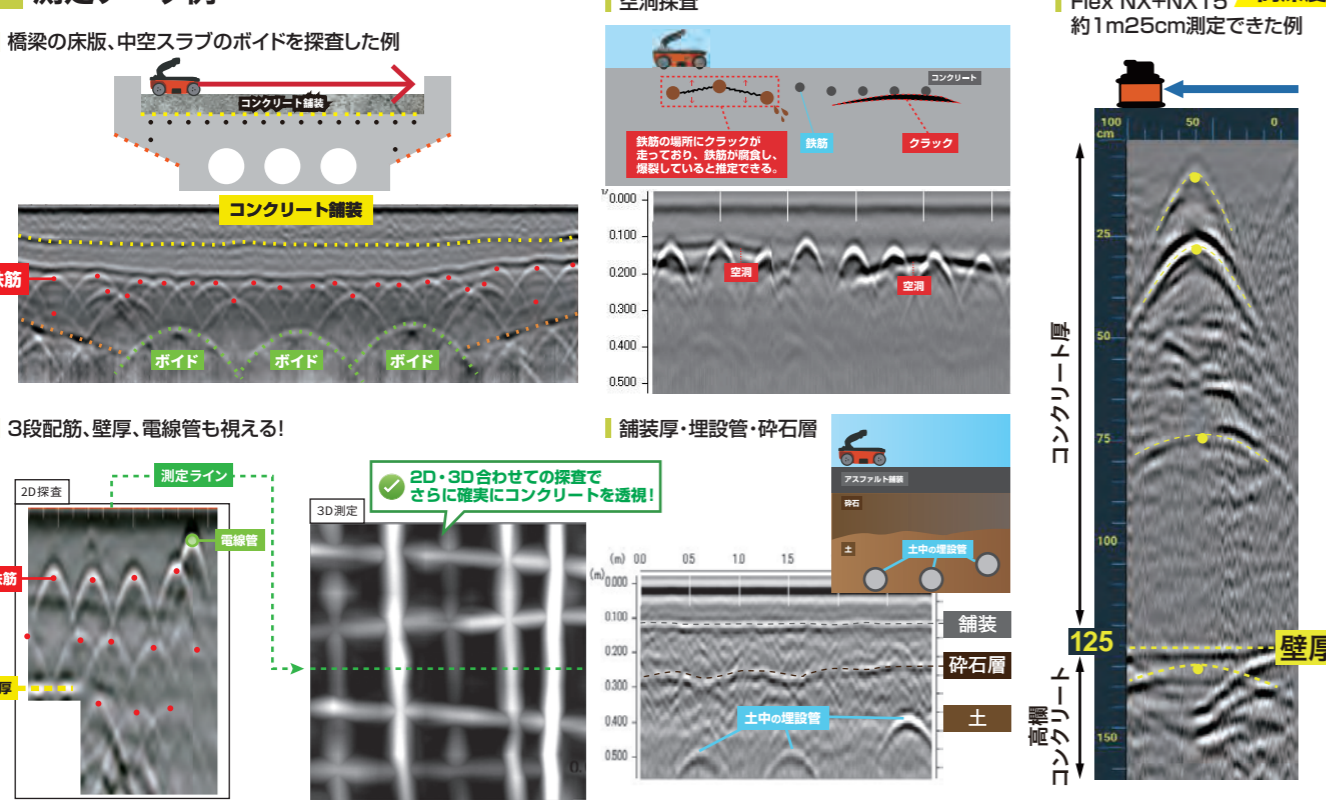 橋梁の床版、中空スラブのボイドを探査した例
コンクリート舗装
コンクリート舗装
ボイド
ボイド
ボイド
空洞探査
コンクリート
鉄筋の場所にクラックが
走っており、鉄筋が腐食し、
爆裂していると推定できる。
鉄筋
クラック
0.000
0.100
0.200
0.300
0.400
0.500
空洞
空洞
Flex NX+NX15
約1m25cm測定できた例
100
cm
50
0
25
50
75
100
125
150
コンクリート厚
高欄
コンクリート
壁厚
3段配筋、壁厚、電線管も視える!
2D探査
測定ライン
電線管
3D測定
2D・3D合わせての探査で
さらに確実にコンクリートを透視!
舗装厚・埋設管・砕石層
アスファルト舗装
砕石
土
土中の埋設管
(m)
0.0
0.5
1.0
1.5
(m)
0.000
0.100
0.200
0.300
0.400
0.500
土中の埋設管
舗装
砕石層
土